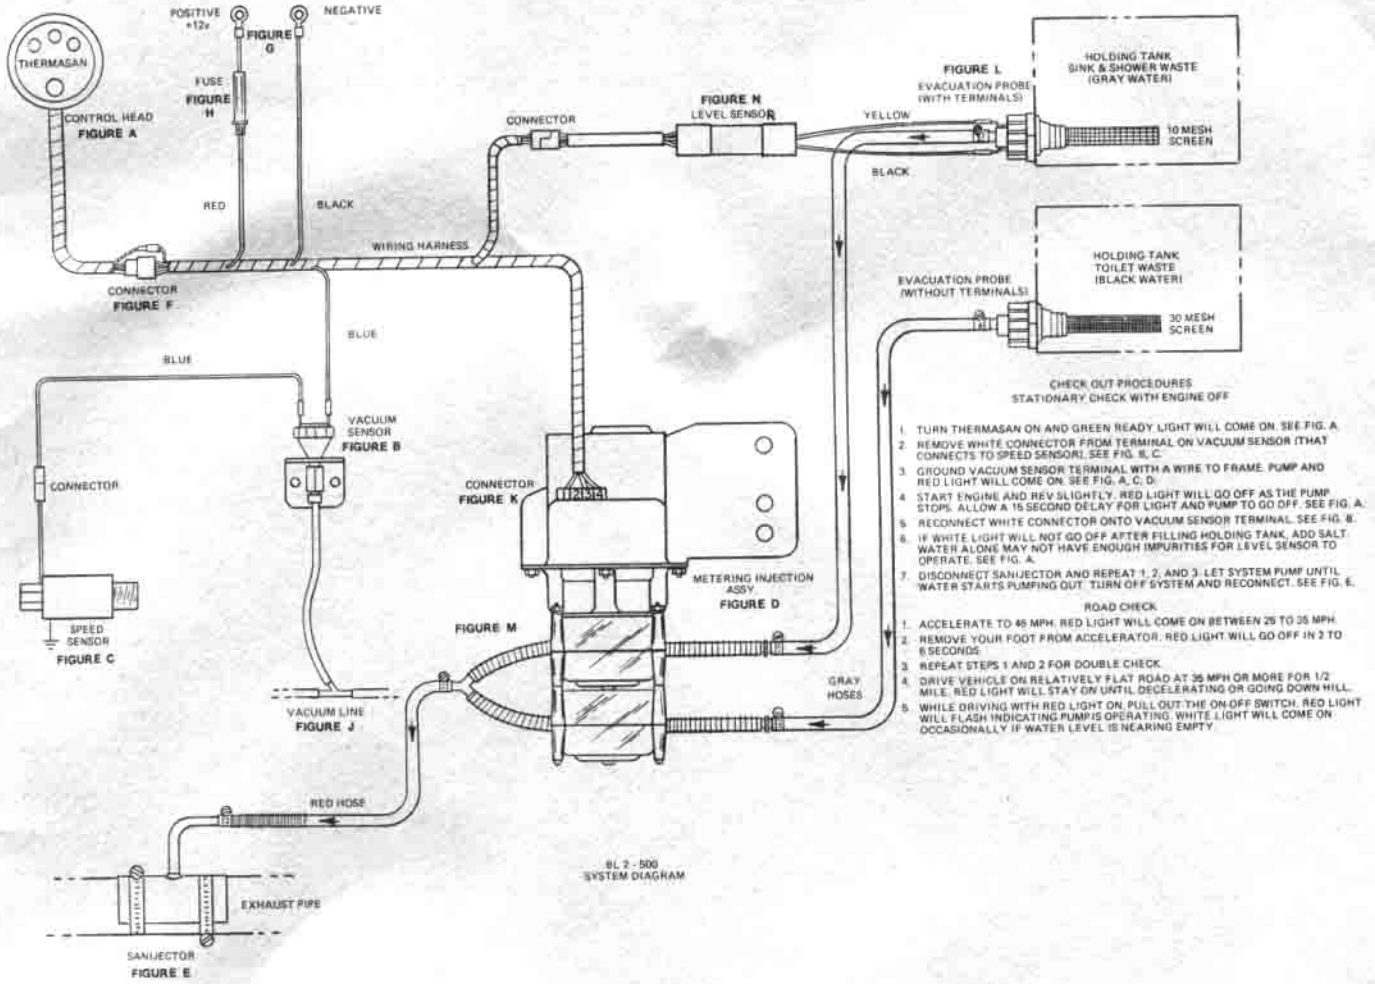 POSITIVE
+12v
FIGURE
G
NEGATIVE
THERMASAN
FUSE
FIGURE
H
CONTROL HEAD
FIGURE A
RED
BLACK
WIRING HARNESS
CONNECTOR
FIGURE F
CONNECTOR
FIGURE N
LEVEL SENSOR
YELLOW
BLACK
FIGURE L
EVACUATION PROBE
(WITH TERMINALS)
HOLDING TANK
SINK & SHOWER WASTE
(GRAY WATER)
10 MESH
SCREEN
HOLDING TANK
TOILET WASTE
(BLACK WATER)
EVACUATION PROBE
(WITHOUT TERMINALS)
30 MESH
SCREEN
BLUE
BLUE
VACUUM
SENSOR
FIGURE B
CONNECTOR
SPEED
SENSOR
FIGURE C
VACUUM LINE
FIGURE J
CONNECTOR
FIGURE K
1 2 3 4
METERING INJECTION
ASSY.
FIGURE D
FIGURE M
GRAY
HOSES
RED HOSE
EXHAUST PIPE
SANIJECTOR
FIGURE E
BL 2 - 500
SYSTEM DIAGRAM
CHECK OUT PROCEDURES
STATIONARY CHECK WITH ENGINE OFF
1. TURN THERMASAN ON AND GREEN READY LIGHT WILL COME ON. SEE FIG. A.
2. REMOVE WHITE CONNECTOR FROM TERMINAL ON VACUUM SENSOR (THAT
CONNECTS TO SPEED SENSOR). SEE FIG. B, C.
3. GROUND VACUUM SENSOR TERMINAL WITH A WIRE TO FRAME. PUMP AND
RED LIGHT WILL COME ON. SEE FIG. A, C, D.
4. START ENGINE AND REV SLIGHTLY. RED LIGHT WILL GO OFF AS THE PUMP
STOPS. ALLOW A 15 SECOND DELAY FOR LIGHT AND PUMP TO GO OFF. SEE FIG. A.
5. RECONNECT WHITE CONNECTOR ONTO VACUUM SENSOR TERMINAL. SEE FIG. B.
6. IF WHITE LIGHT WILL NOT GO OFF AFTER FILLING HOLDING TANK, ADD SALT.
WATER ALONE MAY NOT HAVE ENOUGH IMPURITIES FOR LEVEL SENSOR TO
OPERATE. SEE FIG. A.
7. DISCONNECT SANIJECTOR AND REPEAT 1, 2, AND 3. LET SYSTEM PUMP UNTIL
WATER STARTS PUMPING OUT. TURN OFF SYSTEM AND RECONNECT. SEE FIG. E.
ROAD CHECK
1. ACCELERATE TO 45 MPH. RED LIGHT WILL COME ON BETWEEN 25 TO 35 MPH.
2. REMOVE YOUR FOOT FROM ACCELERATOR. RED LIGHT WILL GO OFF IN 2 TO
6 SECONDS.
3. REPEAT STEPS 1 AND 2 FOR DOUBLE CHECK.
4. DRIVE VEHICLE ON RELATIVELY FLAT ROAD AT 35 MPH OR MORE FOR 1/2
MILE. RED LIGHT WILL STAY ON UNTIL DECELERATING OR GOING DOWN HILL.
5. WHILE DRIVING WITH RED LIGHT ON, PULL OUT THE ON-OFF SWITCH. RED LIGHT
WILL FLASH INDICATING PUMP IS OPERATING. WHITE LIGHT WILL COME ON
OCCASIONALLY IF WATER LEVEL IS NEARING EMPTY